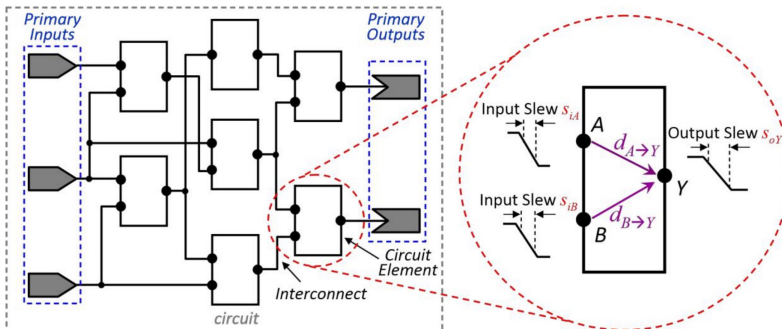 Primary
Inputs
Primary
Outputs
Input Slew s_iA
A
d_A→Y
Output Slew s_oY
Y
Input Slew s_iB
B
d_B→Y
Circuit
Element
Interconnect
circuit